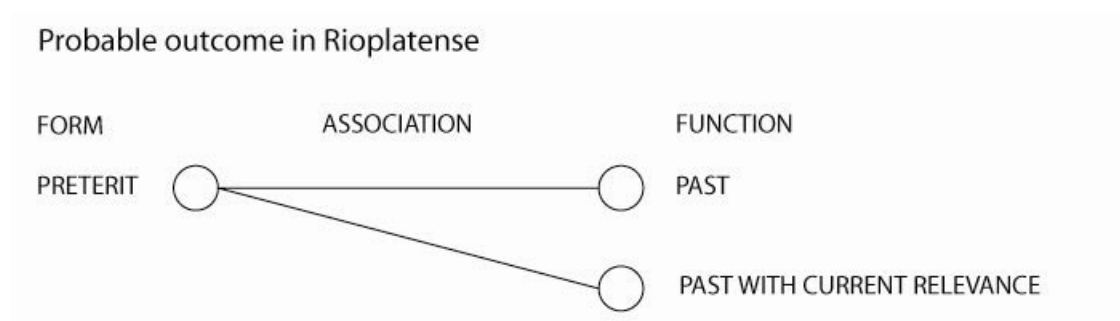 Probable outcome in Rioplatense
FORM ASSOCIATION FUNCTION
PRETERIT PAST
PAST WITH CURRENT RELEVANCE